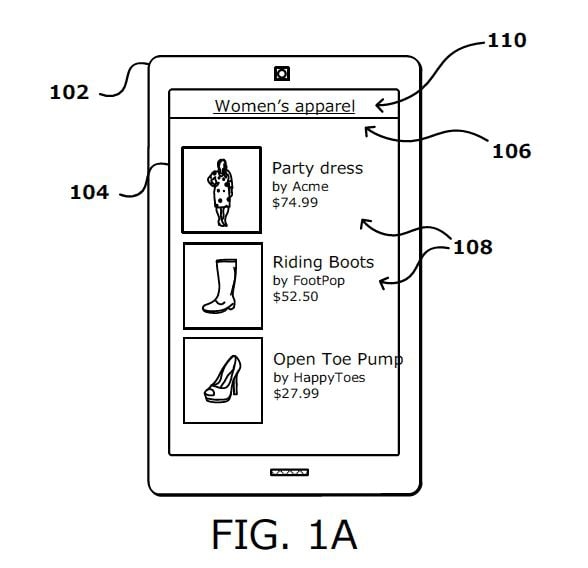 110
102
Women's apparel
106
104
Party dress
by Acme
$74.99
108
Riding Boots
by FootPop
$52.50
Open Toe Pump
by HappyToes
$27.99
FIG. 1A